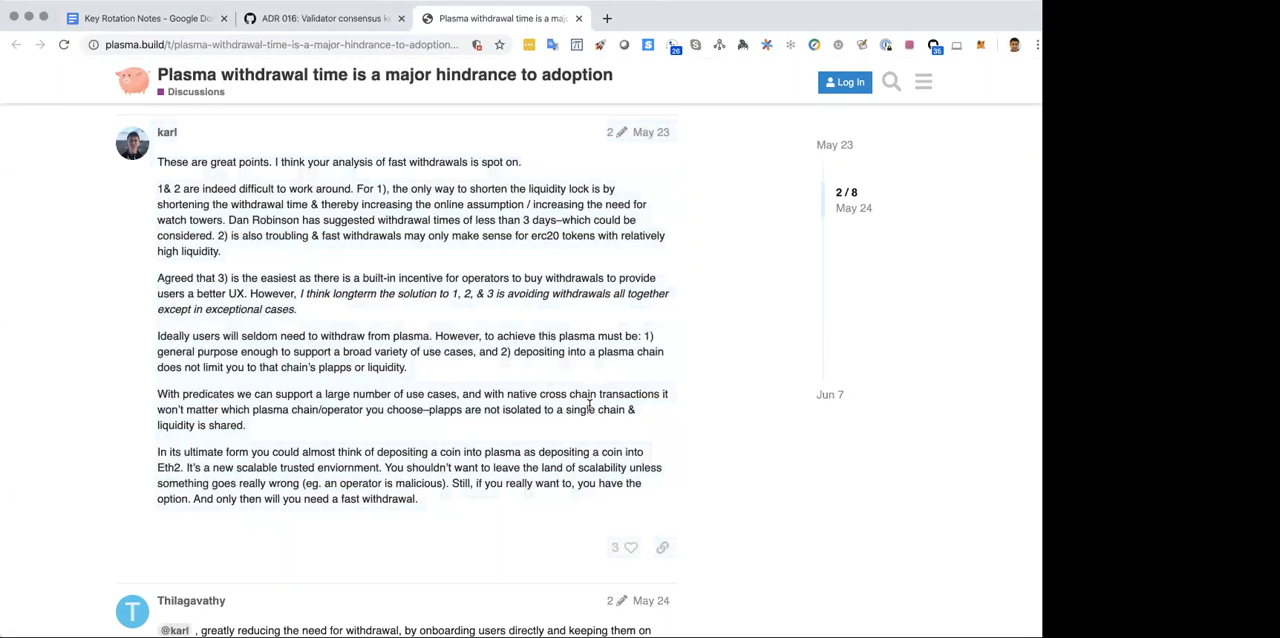 Key Rotation Notes - Google Do
ADR 016: Validator consensus k
Plasma withdrawal time is a maj
plasma.build/t/plasma-withdrawal-time-is-a-major-hindrance-to-adoption...
26
35
Plasma withdrawal time is a major hindrance to adoption
Discussions
Log In
karl
2 May 23
These are great points. I think your analysis of fast withdrawals is spot on.
1& 2 are indeed difficult to work around. For 1), the only way to shorten the liquidity lock is by
shortening the withdrawal time & thereby increasing the online assumption / increasing the need for
watch towers. Dan Robinson has suggested withdrawal times of less than 3 days–which could be
considered. 2) is also troubling & fast withdrawals may only make sense for erc20 tokens with relatively
high liquidity.
Agreed that 3) is the easiest as there is a built-in incentive for operators to buy withdrawals to provide
users a better UX. However, I think longterm the solution to 1, 2, & 3 is avoiding withdrawals all together
except in exceptional cases.
Ideally users will seldom need to withdraw from plasma. However, to achieve this plasma must be: 1)
general purpose enough to support a broad variety of use cases, and 2) depositing into a plasma chain
does not limit you to that chain's plapps or liquidity.
With predicates we can support a large number of use cases, and with native cross chain transactions it
won't matter which plasma chain/operator you choose–plapps are not isolated to a single chain &
liquidity is shared.
In its ultimate form you could almost think of depositing a coin into plasma as depositing a coin into
Eth2. It's a new scalable trusted enviornment. You shouldn't want to leave the land of scalability unless
something goes really wrong (eg. an operator is malicious). Still, if you really want to, you have the
option. And only then will you need a fast withdrawal.
3
May 23
2 / 8
May 24
Jun 7
T
Thilagavathy
2 May 24
@karl , greatly reducing the need for withdrawal, by onboarding users directly and keeping them on